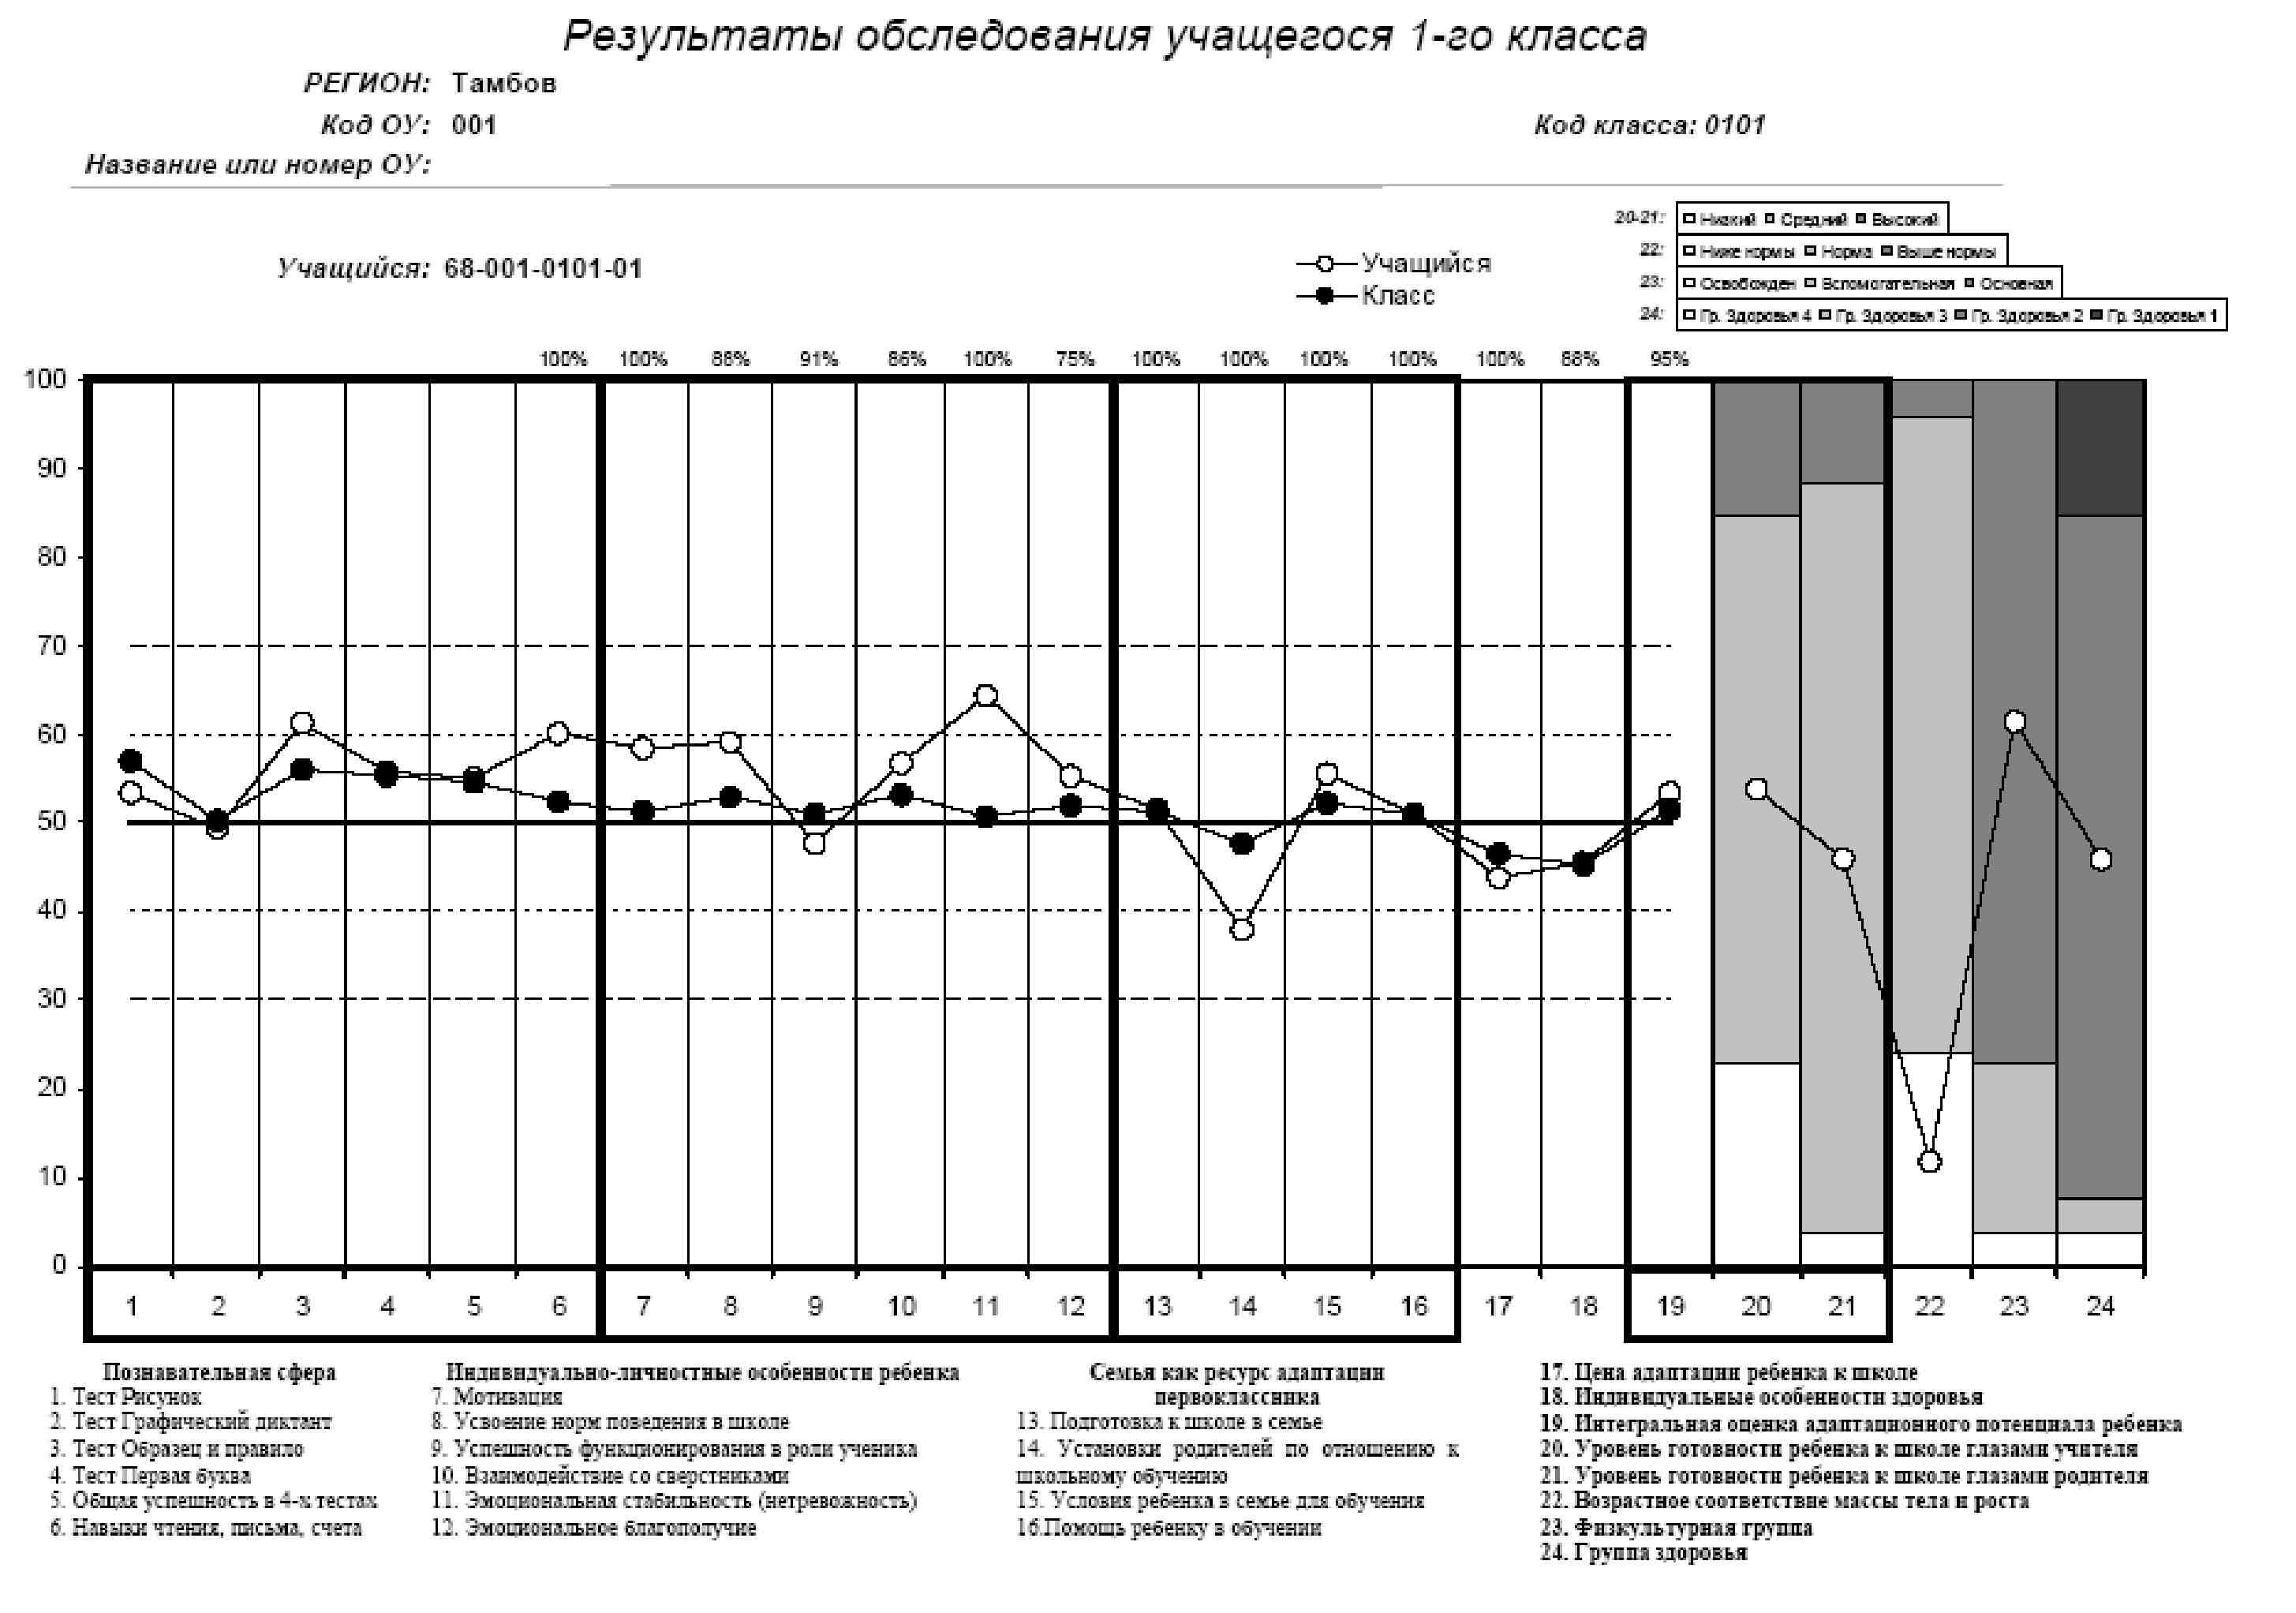 Результаты обследования учащегося 1-го класса
РЕГИОН: Тамбов
Код ОУ: 001
Код класса: 0101
Название или номер ОУ:
20-21: Низкий Средний Высокий
22: Ниже нормы Норма Выше нормы
23: Освобожден Вспомогательная Основная
24: Гр. Здоровья 4 Гр. Здоровья 3 Гр. Здоровья 2 Гр. Здоровья 1
Учащийся: 68-001-0101-01
Учащийся
Класс
100% 100% 88% 91% 86% 100% 75% 100% 100% 100% 100% 100% 88% 95%
100
90
80
70
60
50
40
30
20
10
0
1 2 3 4 5 6 7 8 9 10 11 12 13 14 15 16 17 18 19 20 21 22 23 24
Познавательная сфера
1. Тест Рисунок
2. Тест Графический диктант
3. Тест Образец и правило
4. Тест Первая буква
5. Общая успешность в 4-х тестах
6. Навыки чтения, письма, счета
Индивидуально-личностные особенности ребенка
7. Мотивация
8. Усвоение норм поведения в школе
9. Успешность функционирования в роли ученика
10. Взаимодействие со сверстниками
11. Эмоциональная стабильность (нетревожность)
12. Эмоциональное благополучие
Семья как ресурс адаптации
первоклассника
13. Подготовка к школе в семье
14. Установки родителей по отношению к
школьному обучению
15. Условия ребенка в семье для обучения
16.Помощь ребенку в обучении
17. Цена адаптации ребенка к школе
18. Индивидуальные особенности здоровья
19. Интегральная оценка адаптационного потенциала ребенка
20. Уровень готовности ребенка к школе глазами учителя
21. Уровень готовности ребенка к школе глазами родителя
22. Возрастное соответствие массы тела и роста
23. Физкультурная группа
24. Группа здоровья